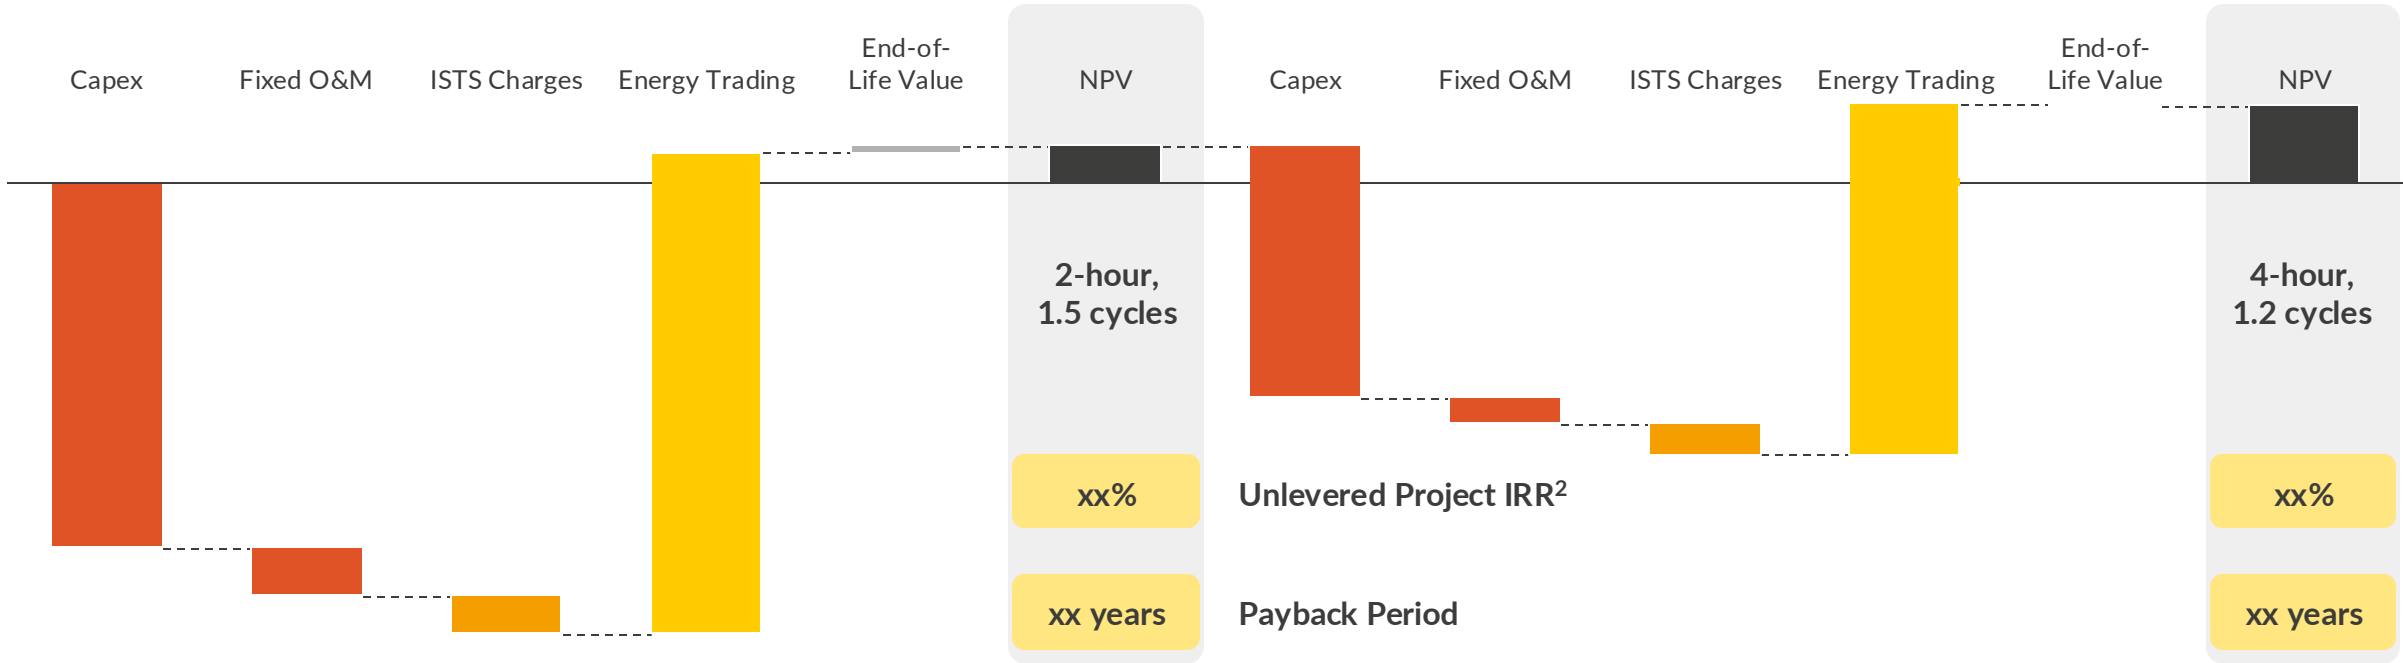 Capex
Fixed O&M
ISTS Charges
Energy Trading
End-of-
Life Value
NPV
Capex
Fixed O&M
ISTS Charges
Energy Trading
End-of-
Life Value
NPV
2-hour,
1.5 cycles
4-hour,
1.2 cycles
xx%
Unlevered Project IRR²
xx%
xx years
Payback Period
xx years